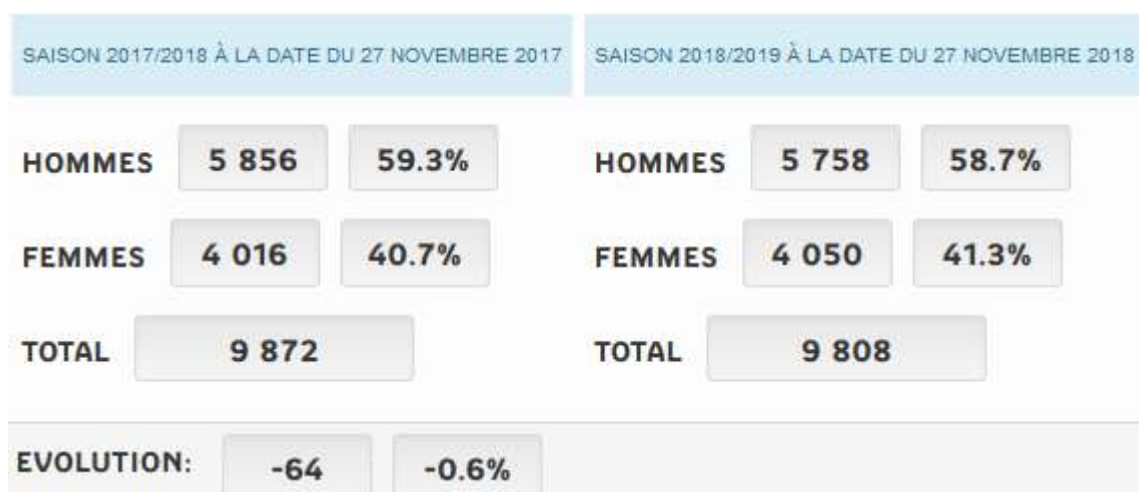 SAISON 2017/2018 À LA DATE DU 27 NOVEMBRE 2017
HOMMES 5 856 59.3%
FEMMES 4 016 40.7%
TOTAL 9 872
SAISON 2018/2019 À LA DATE DU 27 NOVEMBRE 2018
HOMMES 5 758 58.7%
FEMMES 4 050 41.3%
TOTAL 9 808
EVOLUTION: -64 -0.6%